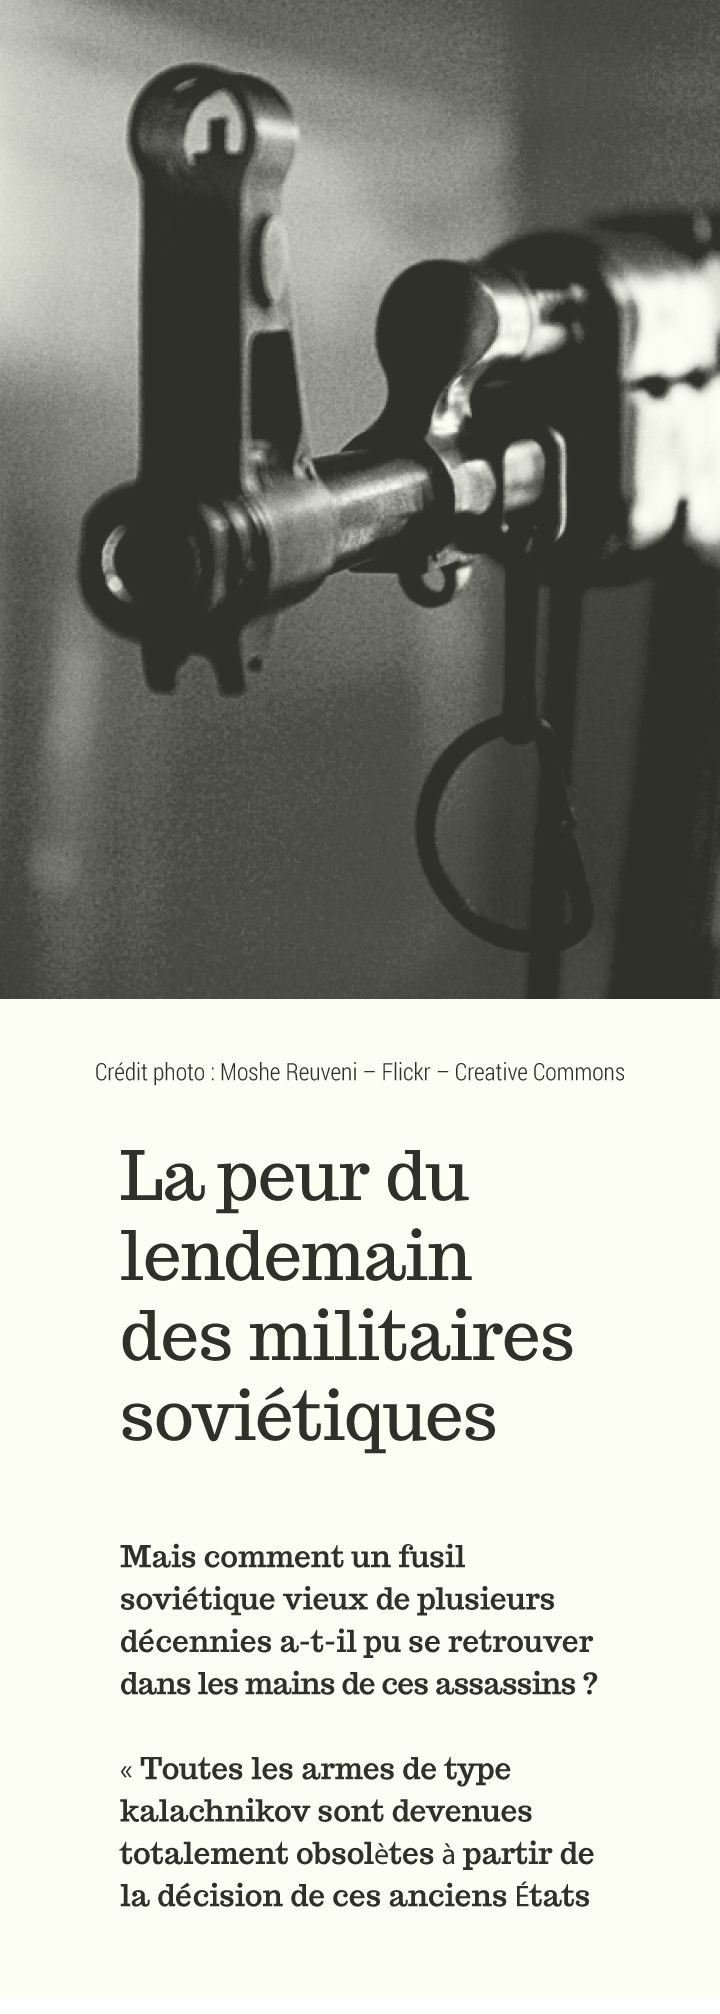 Crédit photo : Moshe Reuveni – Flickr – Creative Commons
La peur du
lendemain
des militaires
soviétiques
Mais comment un fusil
soviétique vieux de plusieurs
décennies a-t-il pu se retrouver
dans les mains de ces assassins ?
« Toutes les armes de type
kalachnikov sont devenues
totalement obsolètes à partir de
la décision de ces anciens États